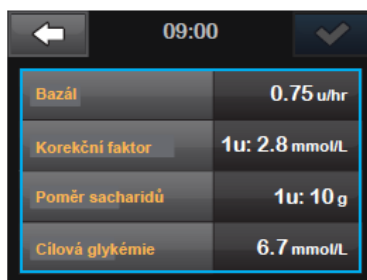 09:00
Bazál 0.75 u/hr
Korekční faktor 1u: 2.8 mmol/L
Poměr sacharidů 1u: 10 g
Cílová glykémie 6.7 mmol/L